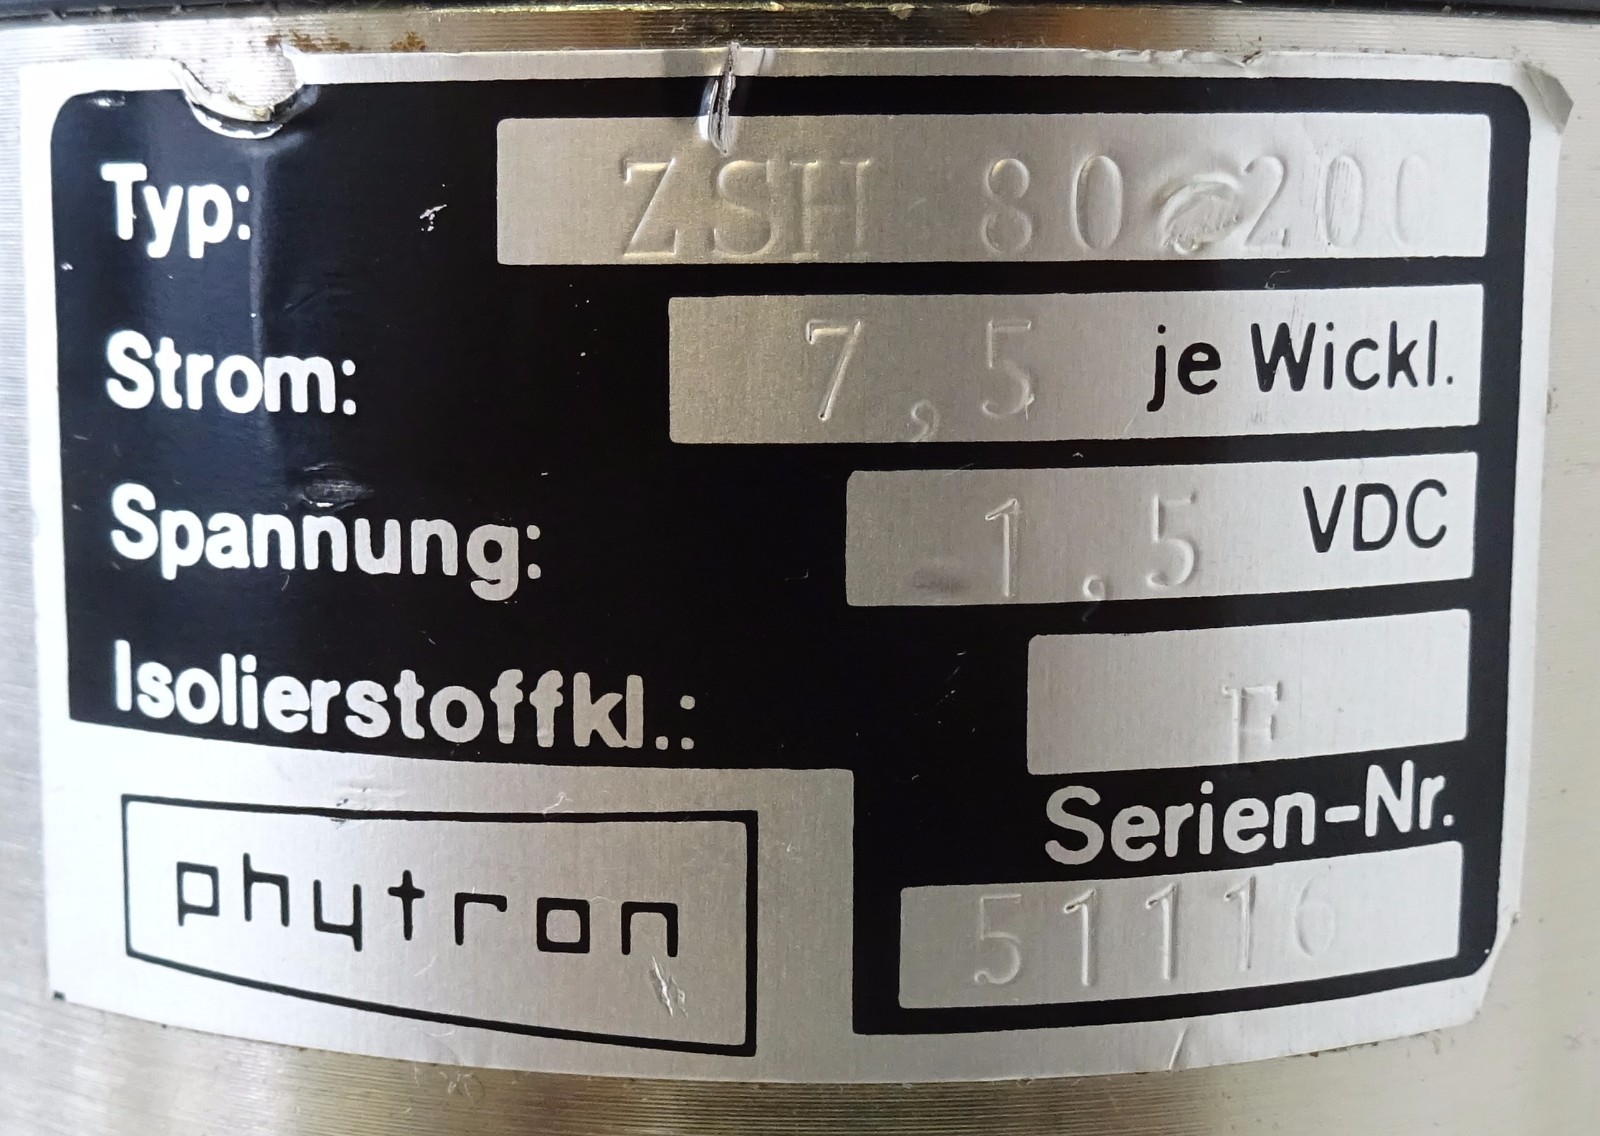 Typ: ZSH 80 200
Strom: 7,5 je Wickl.
Spannung: 1,5 VDC
Isolierstoffkl.: F
Serien-Nr.
phytron 51116